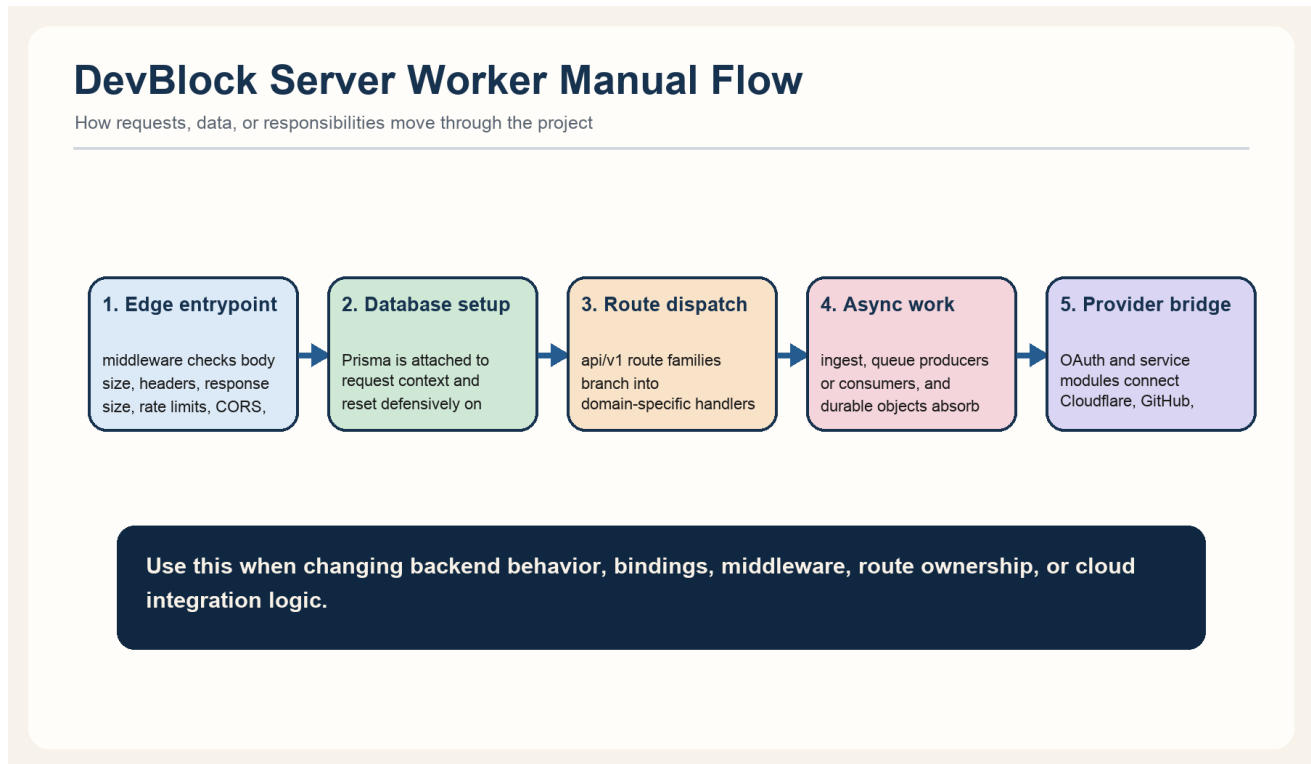 DevBlock Server Worker Manual Flow
How requests, data, or responsibilities move through the project
1. Edge entrypoint
middleware checks body
size, headers, response
size, rate limits, CORS,
2. Database setup
Prisma is attached to
request context and
reset defensively on
3. Route dispatch
api/v1 route families
branch into
domain-specific handlers
4. Async work
ingest, queue producers
or consumers, and
durable objects absorb
5. Provider bridge
OAuth and service
modules connect
Cloudflare, GitHub,
Use this when changing backend behavior, bindings, middleware, route ownership, or cloud
integration logic.